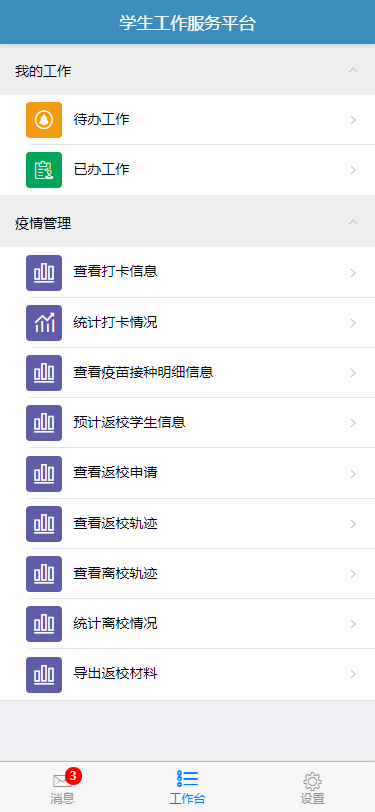 学生工作服务平台
我的工作
待办工作
已办工作
疫情管理
查看打卡信息
统计打卡情况
查看疫苗接种明细信息
预计返校学生信息
查看返校申请
查看返校轨迹
查看离校轨迹
统计离校情况
导出返校材料
3
消息
工作台
设置